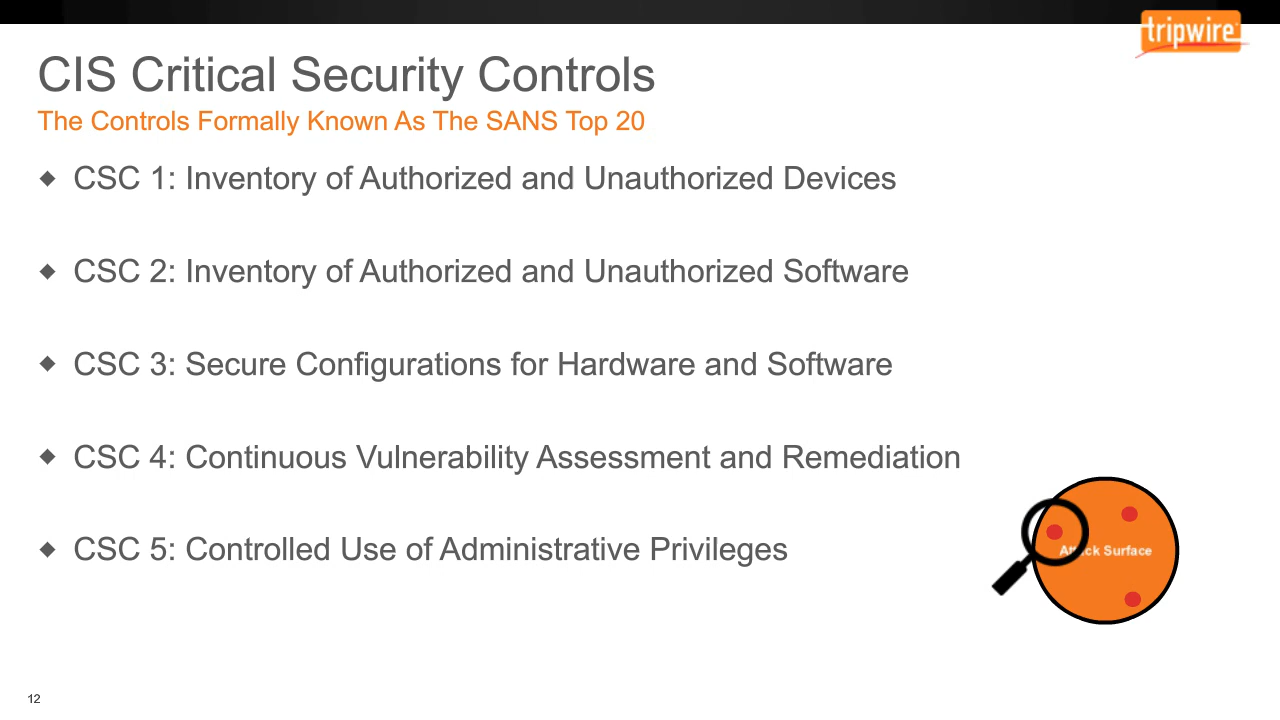 tripwire
CIS Critical Security Controls
The Controls Formally Known As The SANS Top 20
◆ CSC 1: Inventory of Authorized and Unauthorized Devices
◆ CSC 2: Inventory of Authorized and Unauthorized Software
◆ CSC 3: Secure Configurations for Hardware and Software
◆ CSC 4: Continuous Vulnerability Assessment and Remediation
◆ CSC 5: Controlled Use of Administrative Privileges
Attack Surface
12